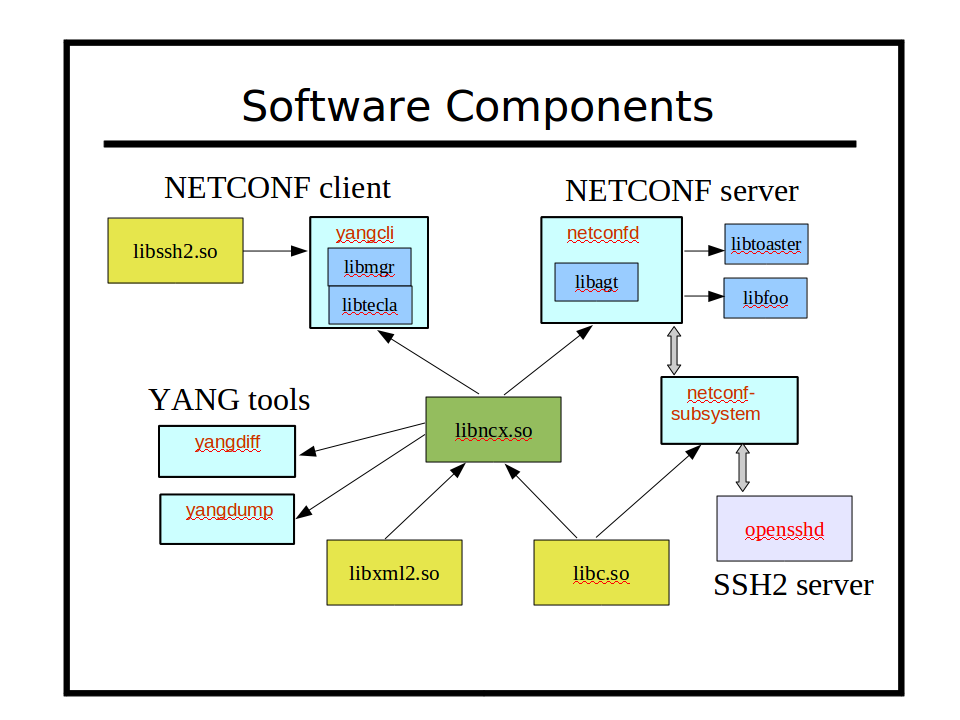 Software Components
NETCONF client
NETCONF server
libssh2.so
yangcli
libmgr
libtecla
netconfd
libagt
libtoaster
libfoo
YANG tools
yangdiff
yangdump
libncx.so
netconf-
subsystem
libxml2.so
libc.so
opensshd
SSH2 server